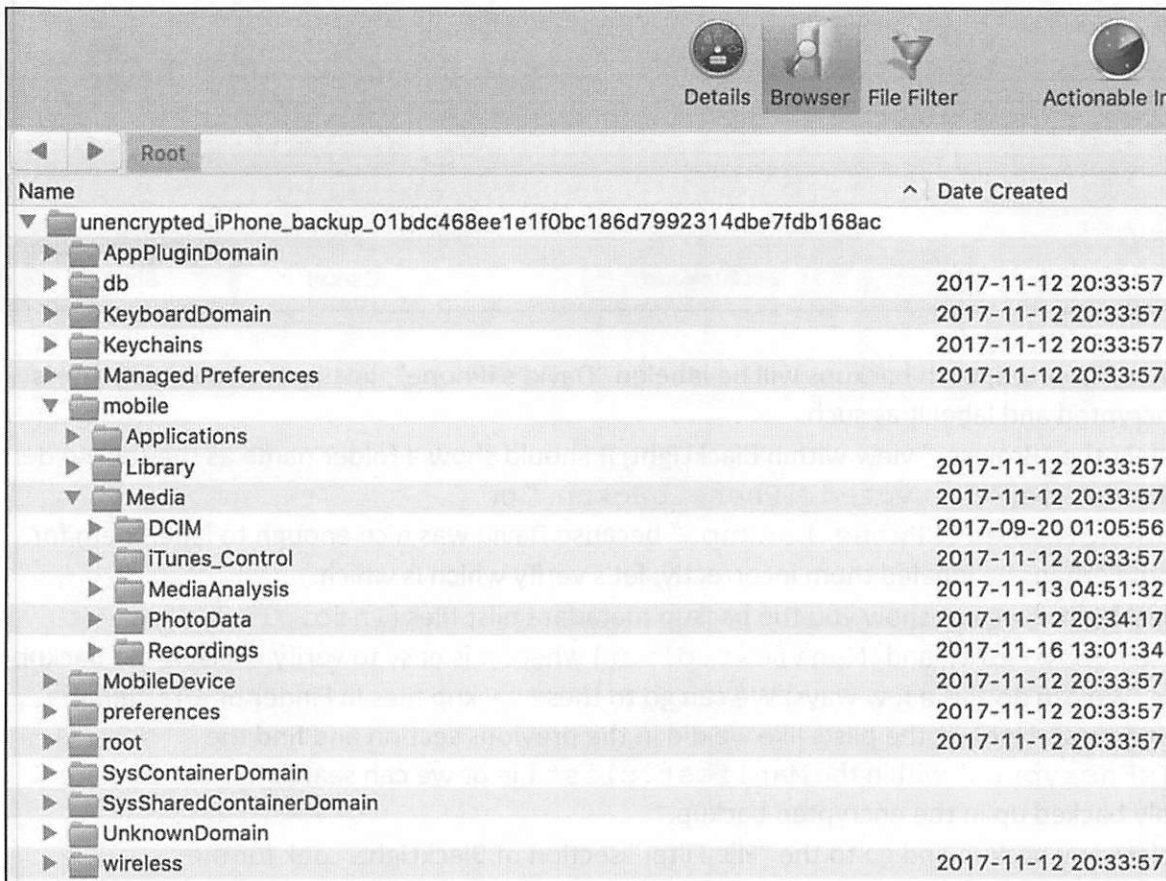 Details Browser File Filter Actionable In
Root
Name Date Created
unencrypted_iPhone_backup_01bdc468ee1e1f0bc186d7992314dbe7fdb168ac
AppPluginDomain
db 2017-11-12 20:33:57
KeyboardDomain 2017-11-12 20:33:57
Keychains 2017-11-12 20:33:57
Managed Preferences 2017-11-12 20:33:57
mobile
Applications
Library 2017-11-12 20:33:57
Media 2017-11-12 20:33:57
DCIM 2017-09-20 01:05:56
iTunes_Control 2017-11-12 20:33:57
MediaAnalysis 2017-11-13 04:51:32
PhotoData 2017-11-12 20:34:17
Recordings 2017-11-16 13:01:34
MobileDevice 2017-11-12 20:33:57
preferences 2017-11-12 20:33:57
root 2017-11-12 20:33:57
SysContainerDomain
SysSharedContainerDomain
UnknownDomain
wireless 2017-11-12 20:33:57